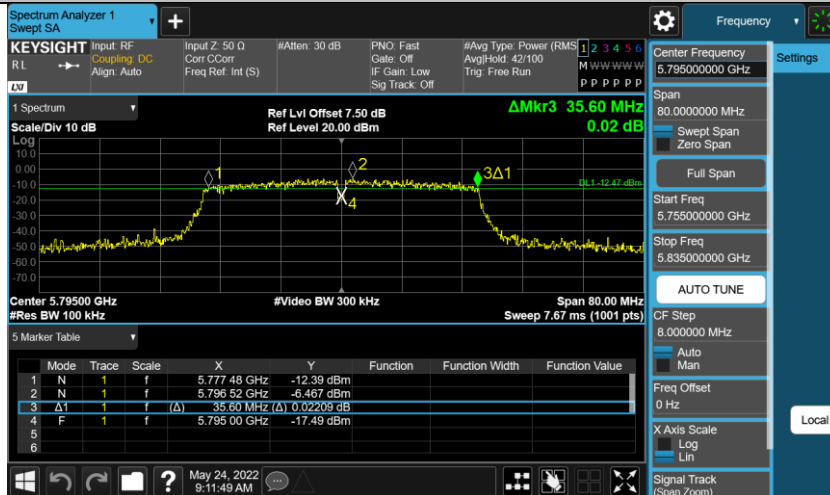 Spectrum Analyzer 1
Swept SA
+
Frequency
KEYSIGHT
RL
LXI
Input: RF
Coupling: DC
Align: Auto
Input Z: 50 Ω
Corr CCorr
Freq Ref: Int (S)
#Atten: 30 dB
PNO: Fast
Gate: Off
IF Gain: Low
Sig Track: Off
#Avg Type: Power (RMS
Avg|Hold: 42/100
Trig: Free Run
1 2 3 4 5 6
M W W W W W
P P P P P P
1 Spectrum
Scale/Div 10 dB
Log
Ref Lvl Offset 7.50 dB
Ref Level 20.00 dBm
ΔMkr3 35.60 MHz
0.02 dB
10.0
0.00
-10.0
-20.0
-30.0
-40.0
-50.0
-60.0
-70.0
1
2
3Δ1
4
DL1 -12.47 dBm
Center 5.79500 GHz
#Res BW 100 kHz
#Video BW 300 kHz
Span 80.00 MHz
Sweep 7.67 ms (1001 pts)
5 Marker Table
Mode Trace Scale X Y Function Function Width Function Value
1 N 1 f 5.777 48 GHz -12.39 dBm
2 N 1 f 5.796 52 GHz -6.467 dBm
3 Δ1 1 f (Δ) 35.60 MHz (Δ) 0.02209 dB
4 F 1 f 5.795 00 GHz -17.49 dBm
5
6
?
May 24, 2022
9:11:49 AM
Center Frequency
5.795000000 GHz
Span
80.0000000 MHz
Swept Span
Zero Span
Full Span
Start Freq
5.755000000 GHz
Stop Freq
5.835000000 GHz
AUTO TUNE
CF Step
8.000000 MHz
Auto
Man
Freq Offset
0 Hz
X Axis Scale
Log
Lin
Signal Track
(Span Zoom)
Settings
Local